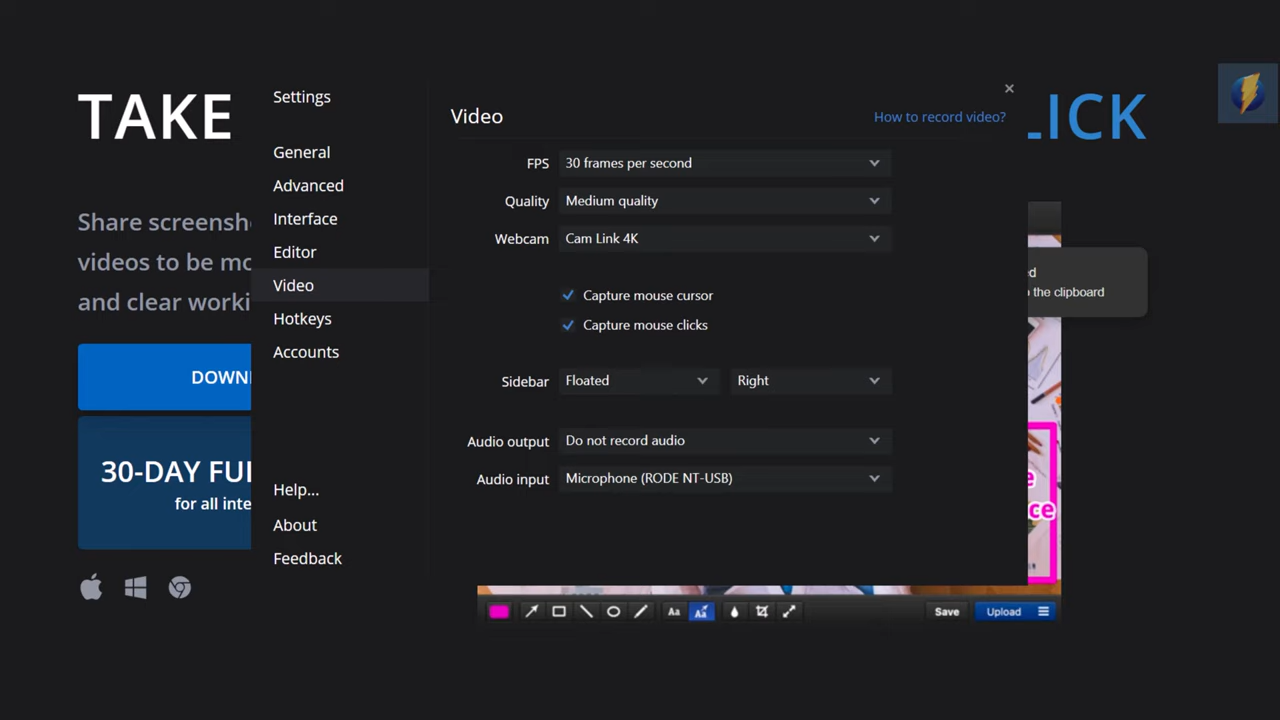 TAKE
LICK
Share screensh
videos to be mo
and clear worki
DOWN
30-DAY FU
for all inte
Settings
General
Advanced
Interface
Editor
Video
Hotkeys
Accounts
Help...
About
Feedback
Video
How to record video?
FPS 30 frames per second
Quality Medium quality
Webcam Cam Link 4K
Capture mouse cursor
Capture mouse clicks
Sidebar Floated Right
Audio output Do not record audio
Audio input Microphone (RODE NT-USB)
ed
o the clipboard
e
ce
Aa
Save
Upload